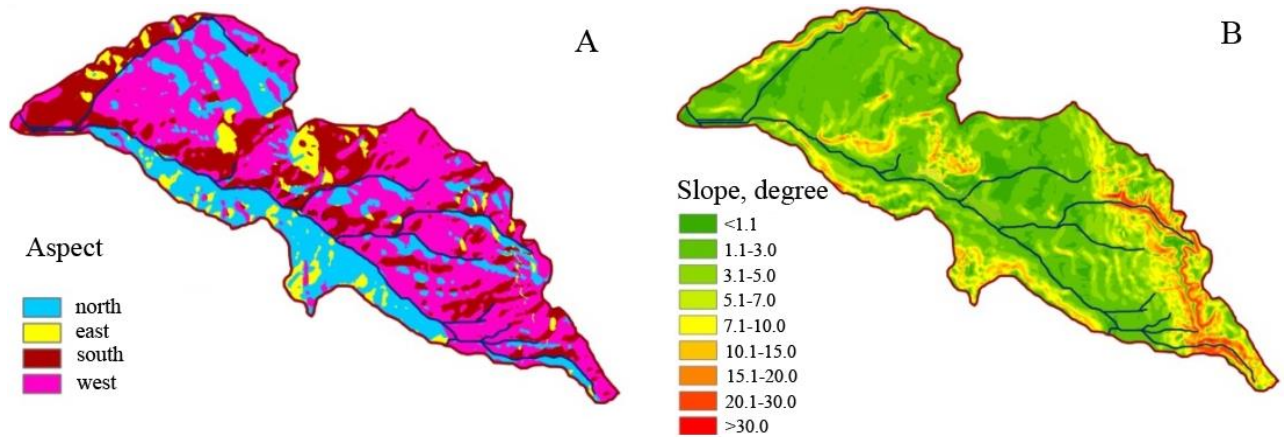 A
Aspect
north
east
south
west
B
Slope, degree
<1.1
1.1-3.0
3.1-5.0
5.1-7.0
7.1-10.0
10.1-15.0
15.1-20.0
20.1-30.0
>30.0